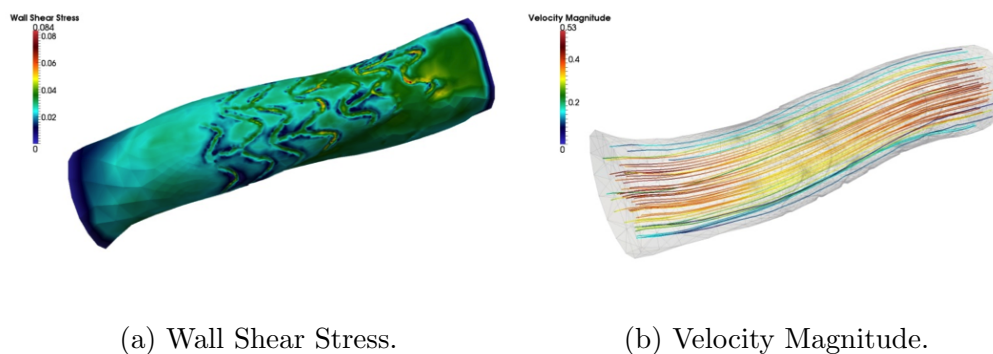 Wall Shear Stress
0.084
0.08
0.06
0.04
0.02
0
Velocity Magnitude
0.53
0.4
0.2
0
(a) Wall Shear Stress.
(b) Velocity Magnitude.